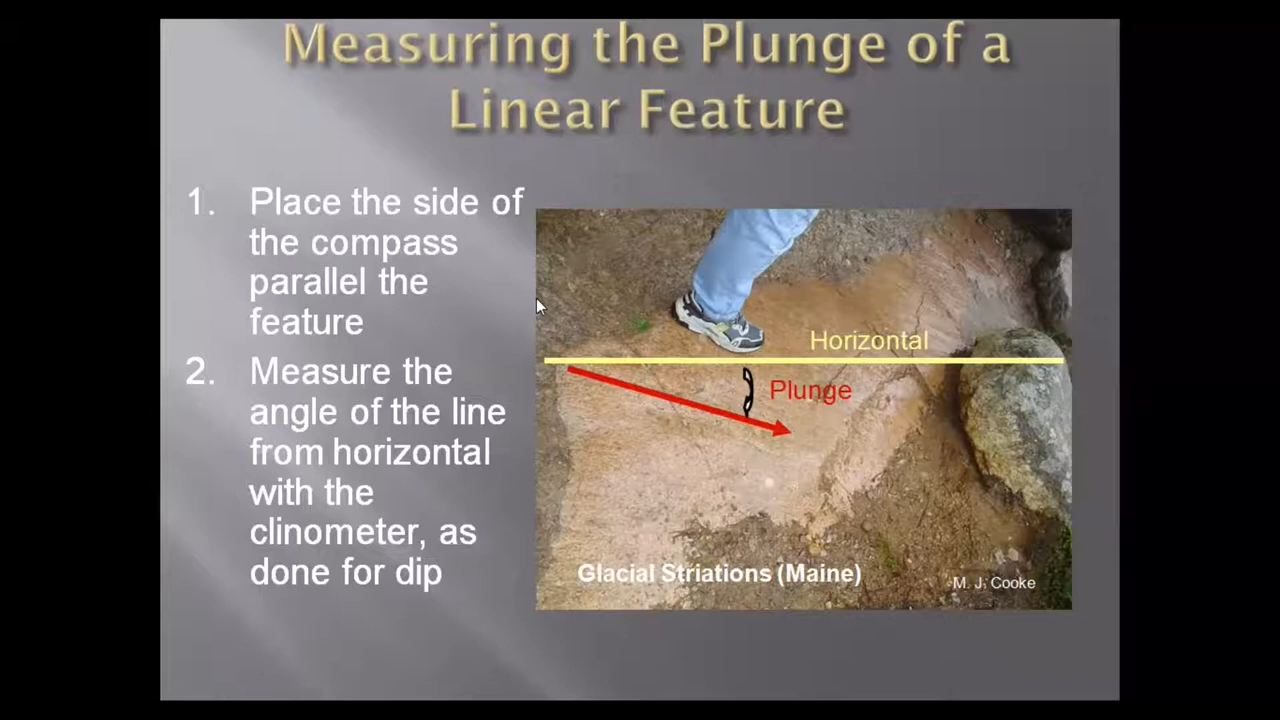 Measuring the Plunge of a
Linear Feature
1. Place the side of
the compass
parallel the
feature
2. Measure the
angle of the line
from horizontal
with the
clinometer, as
done for dip
Horizontal
Plunge
Glacial Striations (Maine)
M. J. Cooke